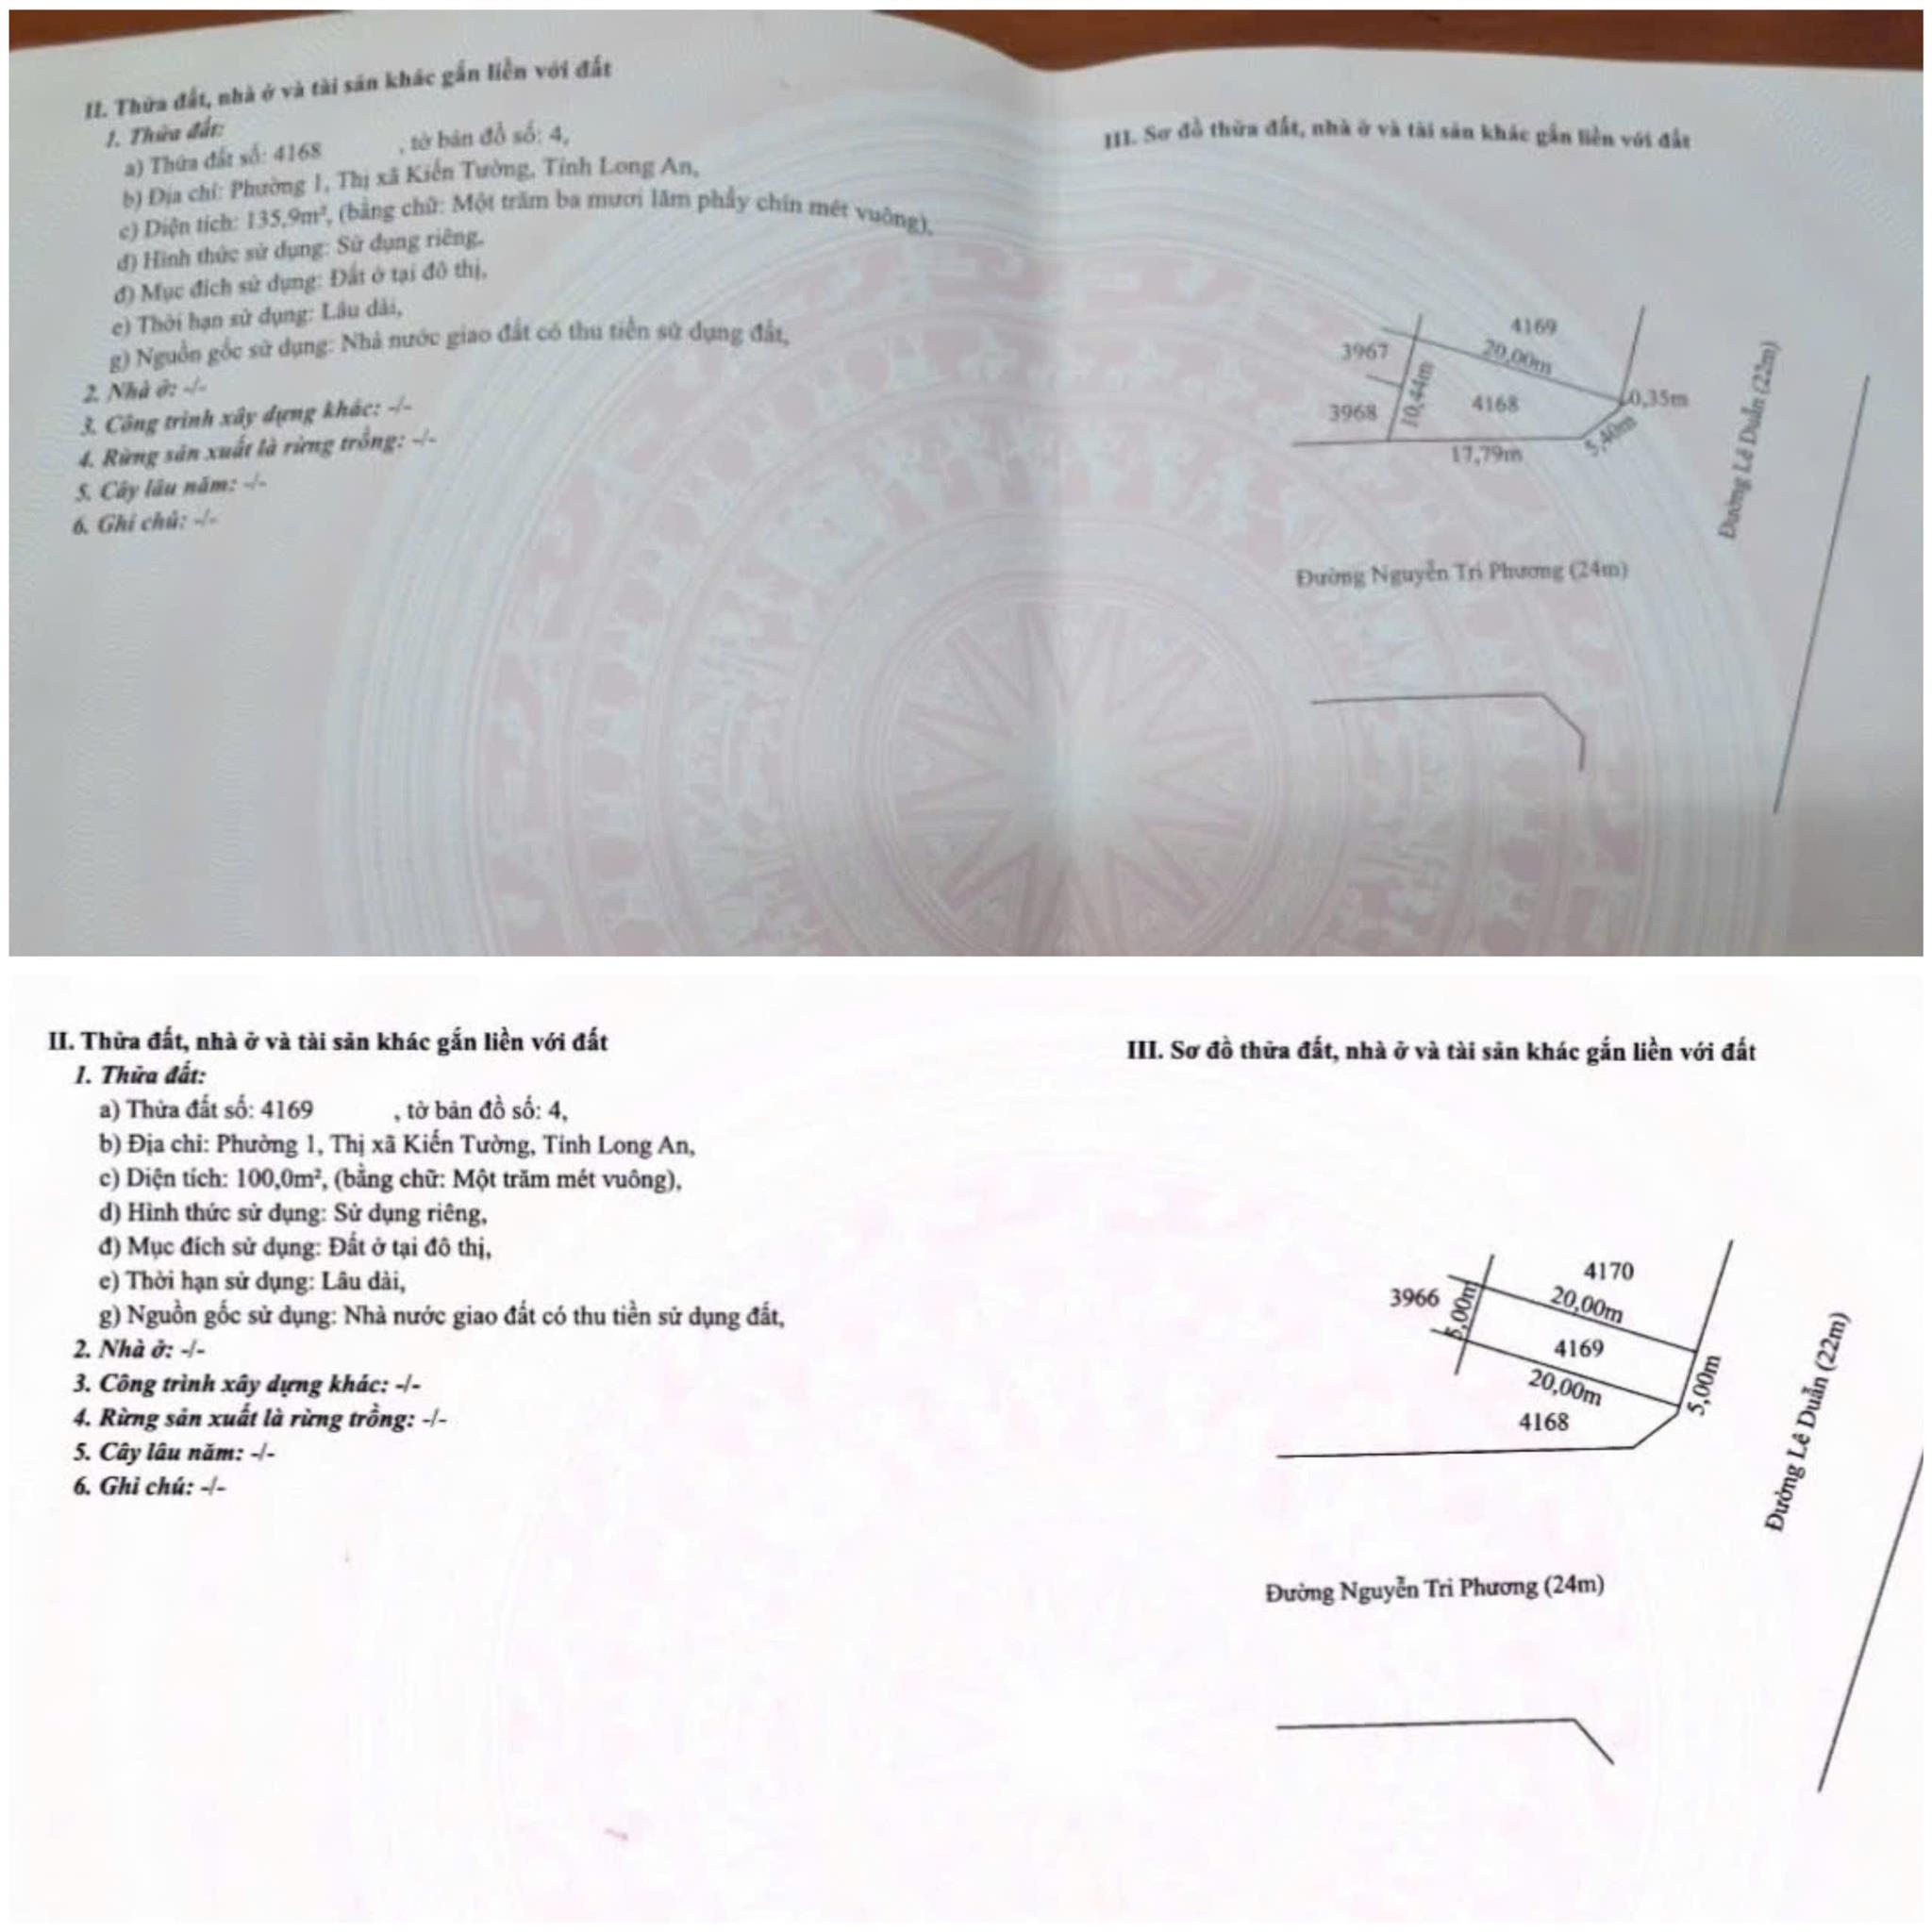 II. Thửa đất, nhà ở và tài sản khác gắn liền với đất
1. Thửa đất:
a) Thửa đất số: 4168 , tờ bản đồ số: 4,
b) Địa chỉ: Phường 1, Thị xã Kiến Tường, Tỉnh Long An,
c) Diện tích: 135,9m², (bằng chữ: Một trăm ba mươi lăm phẩy chín mét vuông),
d) Hình thức sử dụng: Sử dụng riêng,
đ) Mục đích sử dụng: Đất ở tại đô thị,
e) Thời hạn sử dụng: Lâu dài,
g) Nguồn gốc sử dụng: Nhà nước giao đất có thu tiền sử dụng đất,
2. Nhà ở: -/-
3. Công trình xây dựng khác: -/-
4. Rừng sản xuất là rừng trồng: -/-
5. Cây lâu năm: -/-
6. Ghi chú: -/-
III. Sơ đồ thửa đất, nhà ở và tài sản khác gắn liền với đất
4169
3967
20,00m
10,44m
4168
0,35m
3968
5,40m
17,79m
Đường Lê Duẩn (22m)
Đường Nguyễn Tri Phương (24m)
II. Thửa đất, nhà ở và tài sản khác gắn liền với đất
1. Thửa đất:
a) Thửa đất số: 4169 , tờ bản đồ số: 4,
b) Địa chỉ: Phường 1, Thị xã Kiến Tường, Tỉnh Long An,
c) Diện tích: 100,0m², (bằng chữ: Một trăm mét vuông),
d) Hình thức sử dụng: Sử dụng riêng,
đ) Mục đích sử dụng: Đất ở tại đô thị,
e) Thời hạn sử dụng: Lâu dài,
g) Nguồn gốc sử dụng: Nhà nước giao đất có thu tiền sử dụng đất,
2. Nhà ở: -/-
3. Công trình xây dựng khác: -/-
4. Rừng sản xuất là rừng trồng: -/-
5. Cây lâu năm: -/-
6. Ghi chú: -/-
III. Sơ đồ thửa đất, nhà ở và tài sản khác gắn liền với đất
4170
3966
5,00m
20,00m
4169
20,00m
5,00m
4168
Đường Lê Duẩn (22m)
Đường Nguyễn Tri Phương (24m)